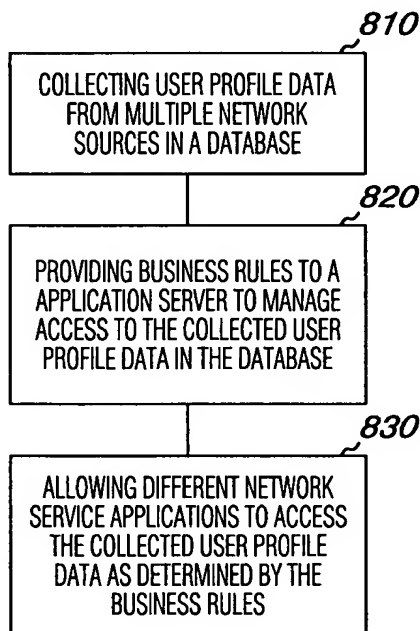 810
COLLECTING USER PROFILE DATA
FROM MULTIPLE NETWORK
SOURCES IN A DATABASE
820
PROVIDING BUSINESS RULES TO A
APPLICATION SERVER TO MANAGE
ACCESS TO THE COLLECTED USER
PROFILE DATA IN THE DATABASE
830
ALLOWING DIFFERENT NETWORK
SERVICE APPLICATIONS TO ACCESS
THE COLLECTED USER PROFILE
DATA AS DETERMINED BY THE
BUSINESS RULES